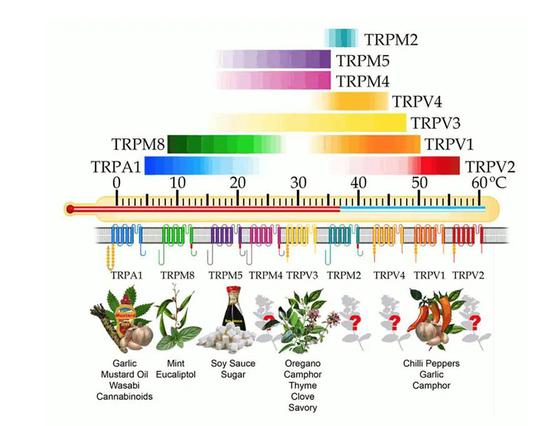 TRPM2
TRPM5
TRPM4
TRPV4
TRPV3
TRPM8 TRPV1
TRPA1 TRPV2
0 10 20 30 40 50 60 °C
TRPA1 TRPM8 TRPM5 TRPM4 TRPV3 TRPM2 TRPV4 TRPV1 TRPV2
? ? ? ?
Mustard
Garlic
Mustard Oil
Wasabi
Cannabinoids
Mint
Eucaliptol
Soy Sauce
Sugar
Oregano
Camphor
Thyme
Clove
Savory
Chilli Peppers
Garlic
Camphor